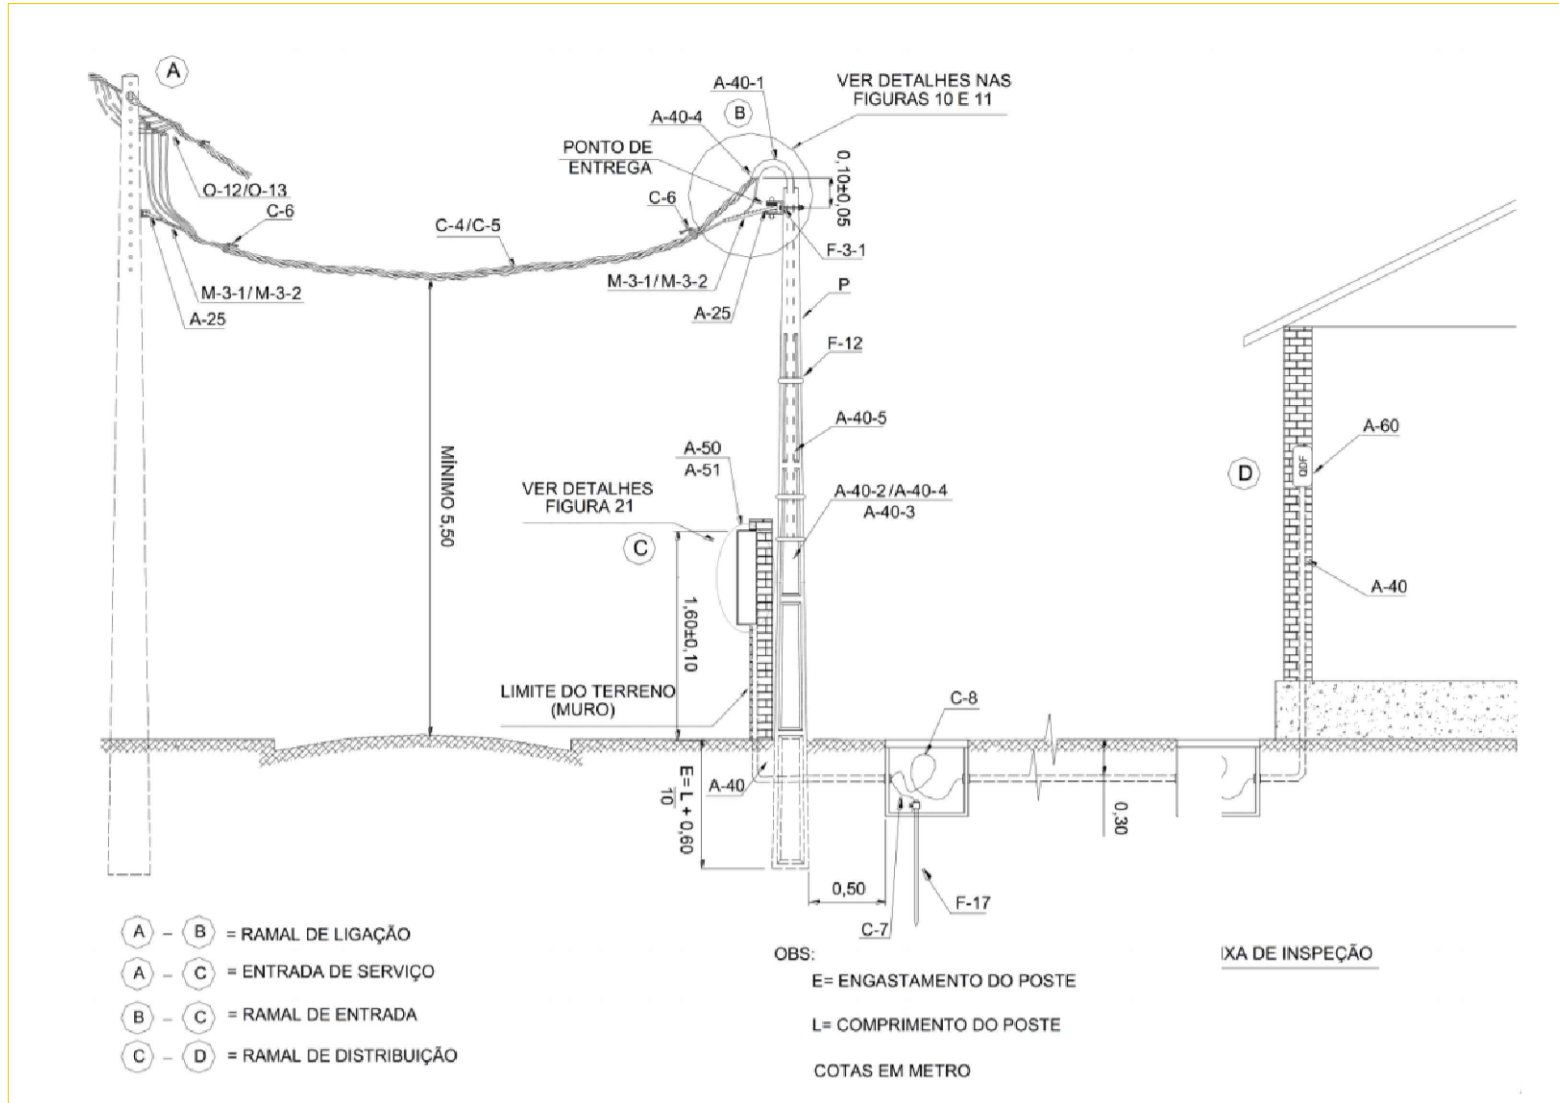 A
A-40-1
VER DETALHES NAS
FIGURAS 10 E 11
B
A-40-4
PONTO DE
ENTREGA
0,10±0,05
O-12/O-13
C-6
C-6
C-4/C-5
F-3-1
M-3-1/M-3-2
M-3-1/M-3-2
P
A-25
A-25
F-12
A-40-5
A-60
A-50
A-51
MÍNIMO 5,50
QDF
D
VER DETALHES
FIGURA 21
A-40-2/A-40-4
A-40-3
C
A-40
1,60±0,10
LIMITE DO TERRENO
(MURO)
C-8
A-40
E= L + 0,60
10
0,30
0,50
F-17
C-7
A - B = RAMAL DE LIGAÇÃO
A - C = ENTRADA DE SERVIÇO
B - C = RAMAL DE ENTRADA
C - D = RAMAL DE DISTRIBUIÇÃO
OBS:
E= ENGASTAMENTO DO POSTE
L= COMPRIMENTO DO POSTE
COTAS EM METRO
IXA DE INSPEÇÃO